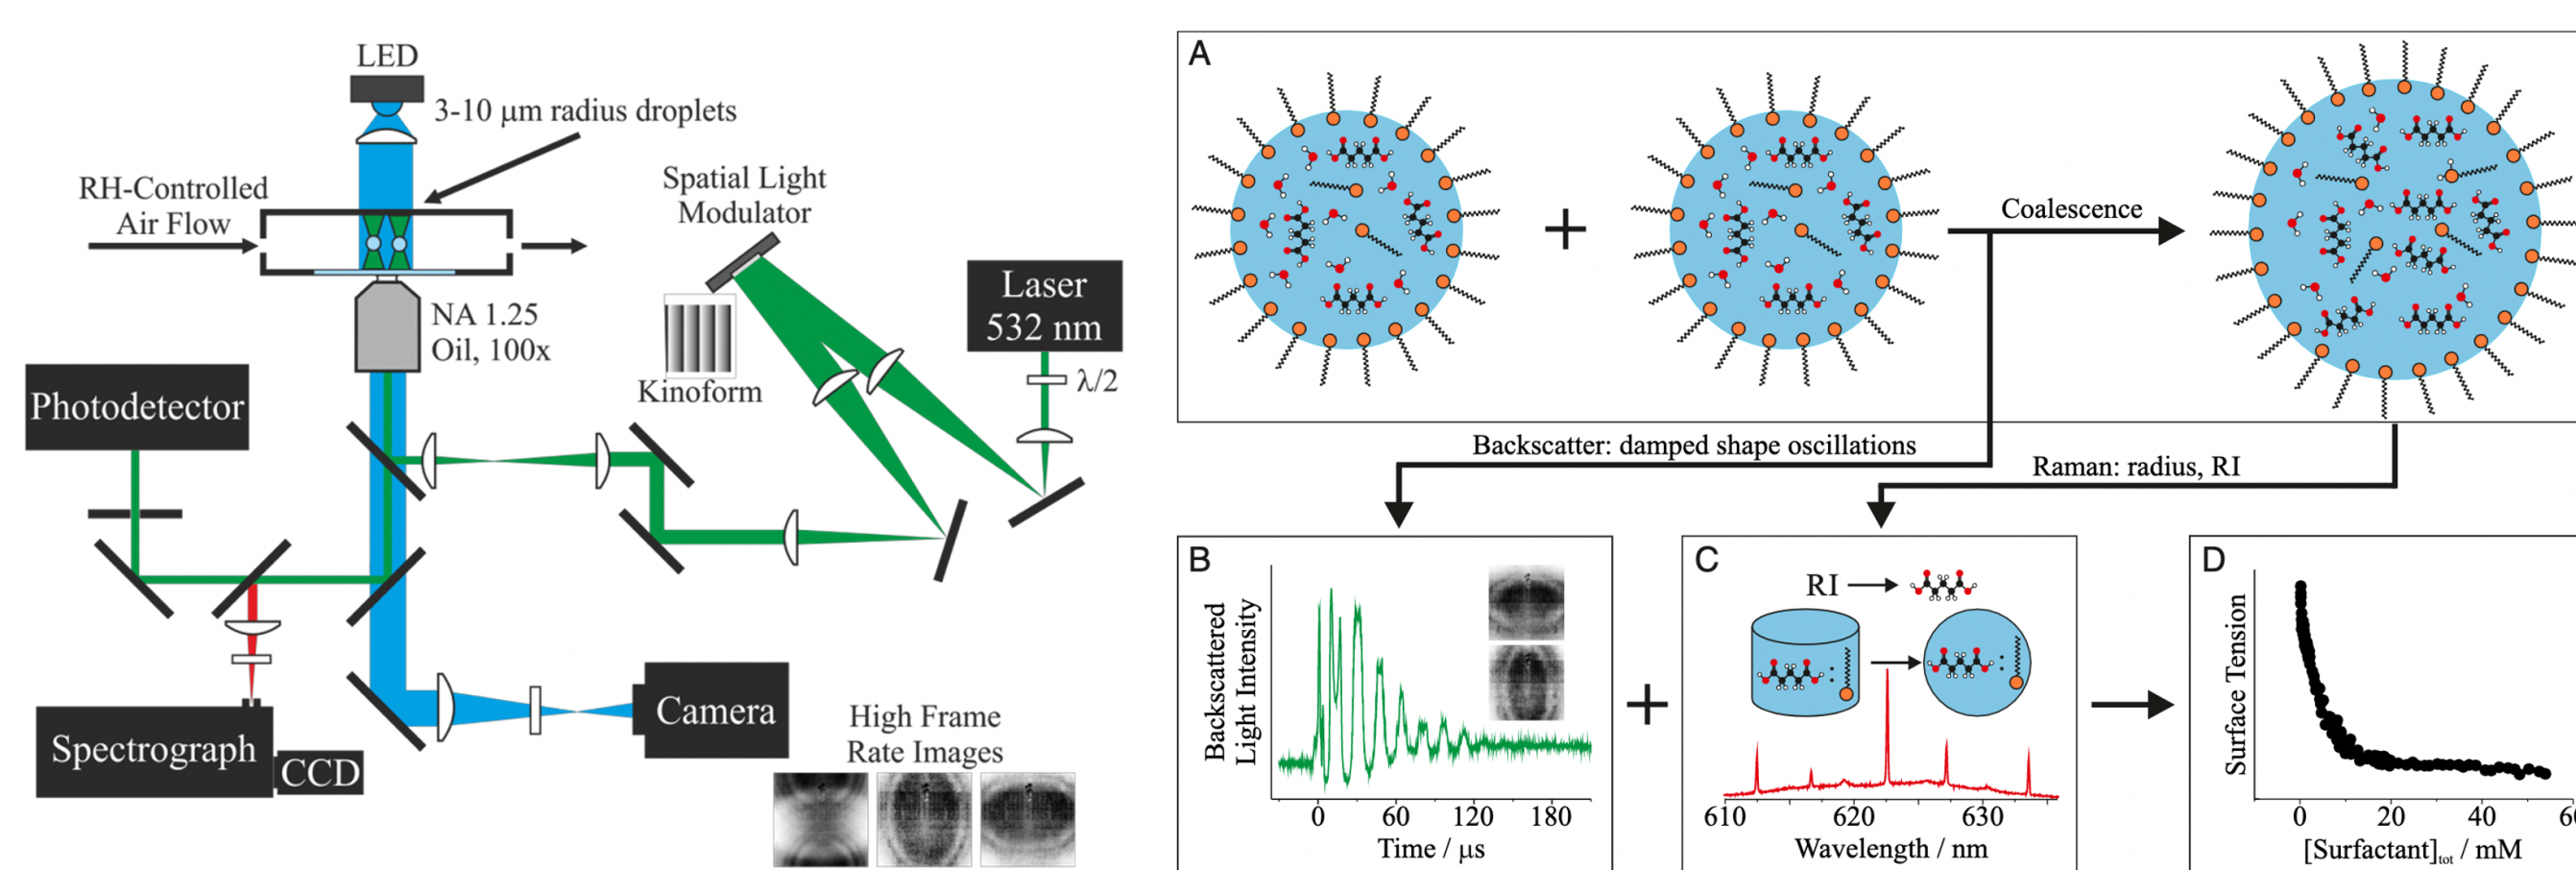 LED
3-10 μm radius droplets
RH-Controlled
Air Flow
Spatial Light
Modulator
Laser
532 nm
λ/2
NA 1.25
Oil, 100x
Kinoform
Photodetector
Spectrograph
CCD
Camera
High Frame
Rate Images
A
+
Coalescence
Backscatter: damped shape oscillations
Raman: radius, RI
B
Backscattered
Light Intensity
0 60 120 180
Time / μs
+
C
RI
:
:
610 620 630
Wavelength / nm
D
Surface Tension
0 20 40
[Surfactant]tot / mM